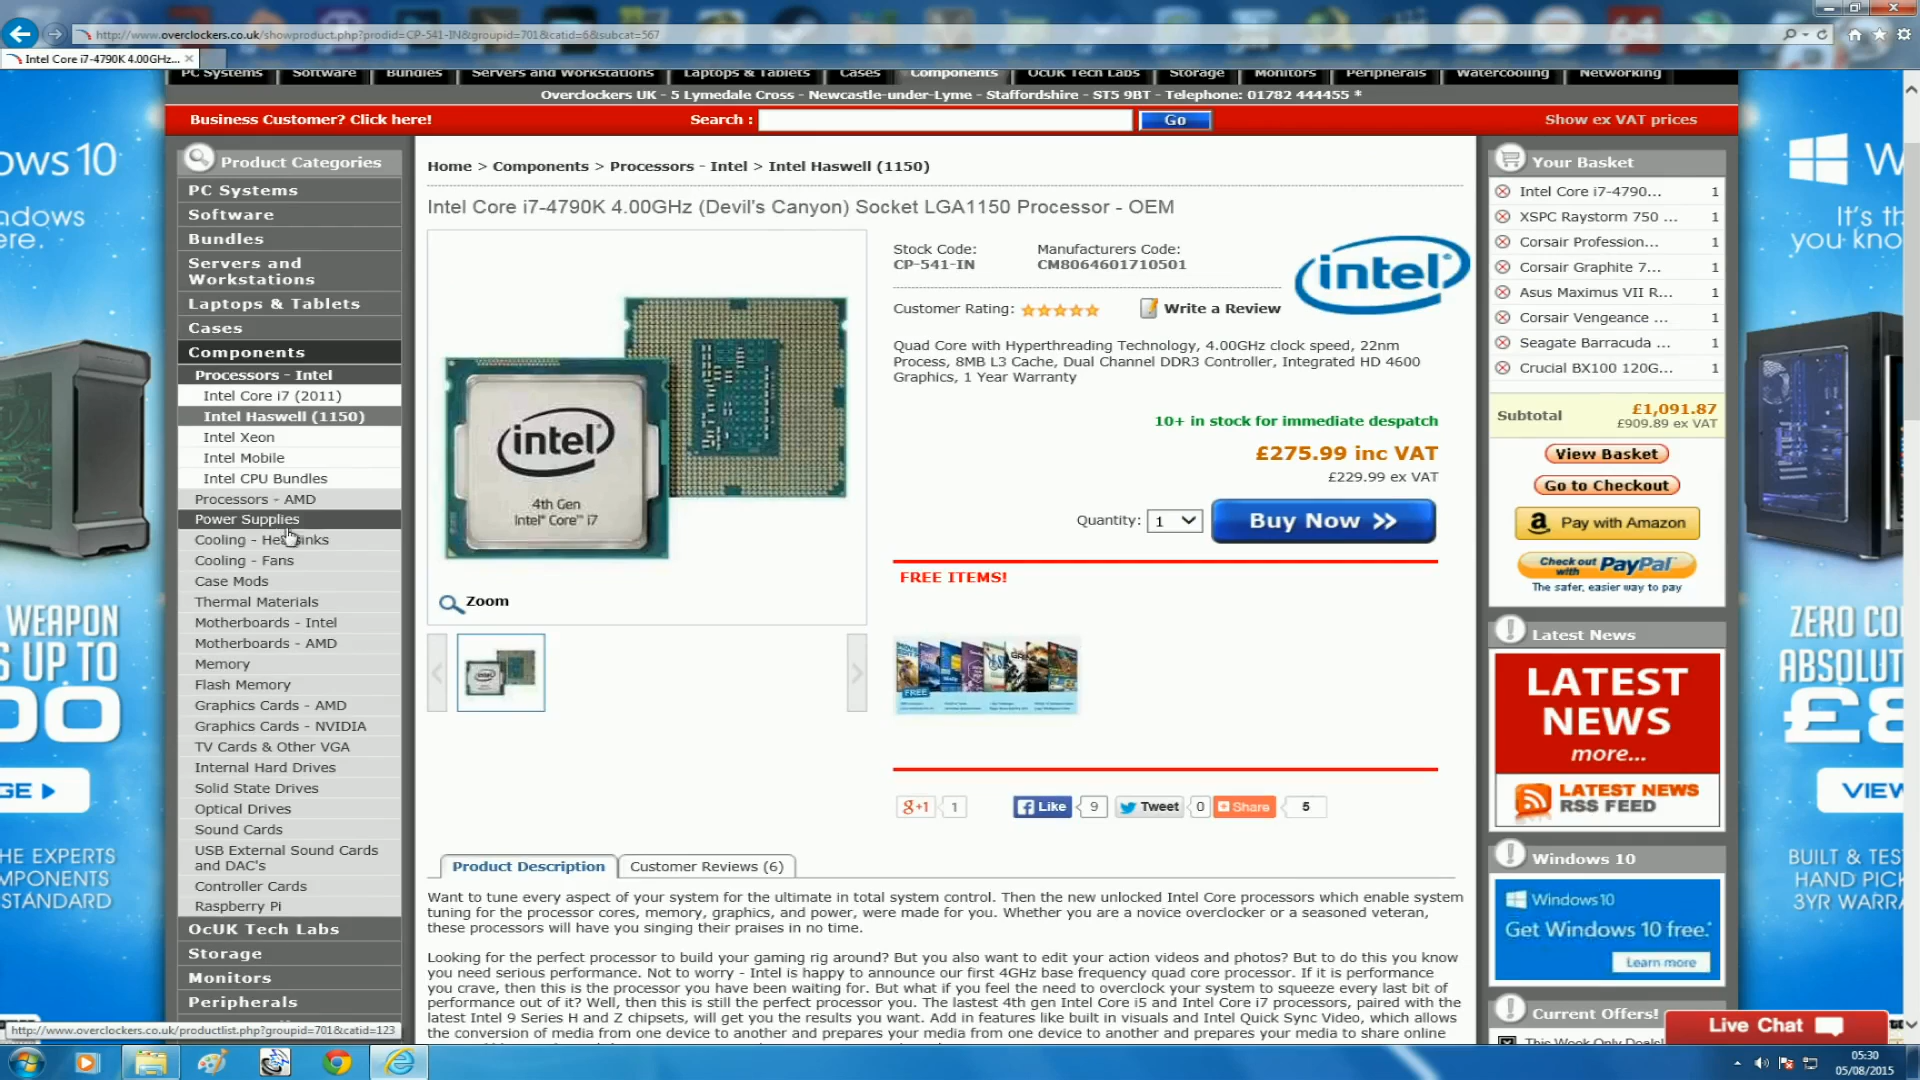 http://www.overclockers.co.uk/showproduct.php?prodid=CP-541-IN&groupid=701&catid=6&subcat=567
Intel Core i7-4790K 4.00GHz...
PC Systems
Software
Bundles
Servers and Workstations
Laptops & Tablets
Cases
Components
OcUK Tech Labs
Storage
Monitors
Peripherals
Watercooling
Networking
Overclockers UK - 5 Lymedale Cross - Newcastle-under-Lyme - Staffordshire - ST5 9BT - Telephone: 01782 444455 *
Business Customer? Click here!
Search :
Go
Show ex VAT prices
Product Categories
PC Systems
Software
Bundles
Servers and
Workstations
Laptops & Tablets
Cases
Components
Processors - Intel
Intel Core i7 (2011)
Intel Haswell (1150)
Intel Xeon
Intel Mobile
Intel CPU Bundles
Processors - AMD
Power Supplies
Cooling - Heatsinks
Cooling - Fans
Case Mods
Thermal Materials
Motherboards - Intel
Motherboards - AMD
Memory
Flash Memory
Graphics Cards - AMD
Graphics Cards - NVIDIA
TV Cards & Other VGA
Internal Hard Drives
Solid State Drives
Optical Drives
Sound Cards
USB External Sound Cards
and DAC's
Controller Cards
Raspberry Pi
OcUK Tech Labs
Storage
Monitors
Peripherals
Home > Components > Processors - Intel > Intel Haswell (1150)
Intel Core i7-4790K 4.00GHz (Devil's Canyon) Socket LGA1150 Processor - OEM
intel
4th Gen
Intel® Core™ i7
Zoom
Stock Code:
CP-541-IN
Manufacturers Code:
CM8064601710501
intel
Customer Rating:
Write a Review
Quad Core with Hyperthreading Technology, 4.00GHz clock speed, 22nm
Process, 8MB L3 Cache, Dual Channel DDR3 Controller, Integrated HD 4600
Graphics, 1 Year Warranty
10+ in stock for immediate despatch
£275.99 inc VAT
£229.99 ex VAT
Quantity: 1
Buy Now >>
FREE ITEMS!
FREE
g+1 1
Like 9
Tweet 0
Share 5
Product Description
Customer Reviews (6)
Want to tune every aspect of your system for the ultimate in total system control. Then the new unlocked Intel Core processors which enable system
tuning for the processor cores, memory, graphics, and power, were made for you. Whether you are a novice overclocker or a seasoned veteran,
these processors will have you singing their praises in no time.
Looking for the perfect processor to build your gaming rig around? But you also want to edit your action videos and photos? But to do this you know
you need serious performance. Not to worry - Intel is happy to announce our first 4GHz base frequency quad core processor. If it is performance
you crave, then this is the processor you have been waiting for. But what if you feel the need to overclock your system to squeeze every last bit of
performance out of it? Well, then this is still the perfect processor you. The lastest 4th gen Intel Core i5 and Intel Core i7 processors, paired with the
latest Intel 9 Series H and Z chipsets, will get you the results you want. Add in features like built in visuals and Intel Quick Sync Video, which allows
the conversion of media from one device to another and prepares your media from one device to another and prepares your media to share online
Your Basket
Intel Core i7-4790... 1
XSPC Raystorm 750 ... 1
Corsair Profession... 1
Corsair Graphite 7... 1
Asus Maximus VII R... 1
Corsair Vengeance ... 1
Seagate Barracuda ... 1
Crucial BX100 120G... 1
Subtotal £1,091.87
£909.89 ex VAT
View Basket
Go to Checkout
a Pay with Amazon
Check out with PayPal
The safer, easier way to pay
Latest News
LATEST
NEWS
more...
LATEST NEWS
RSS FEED
Windows 10
Windows10
Get Windows 10 free.*
Learn more
Current Offers!
This Week Only Deals!
Live Chat
ows 10
adows
ere.
WEAPON
S UP TO
00
GE
HE EXPERTS
MPONENTS
STANDARD
W
It's th
you kno
ZERO CO
ABSOLUT
£8
VIEW
BUILT & TES
HAND PICK
3YR WARRA
http://www.overclockers.co.uk/productlist.php?groupid=701&catid=123
05:30
05/08/2015